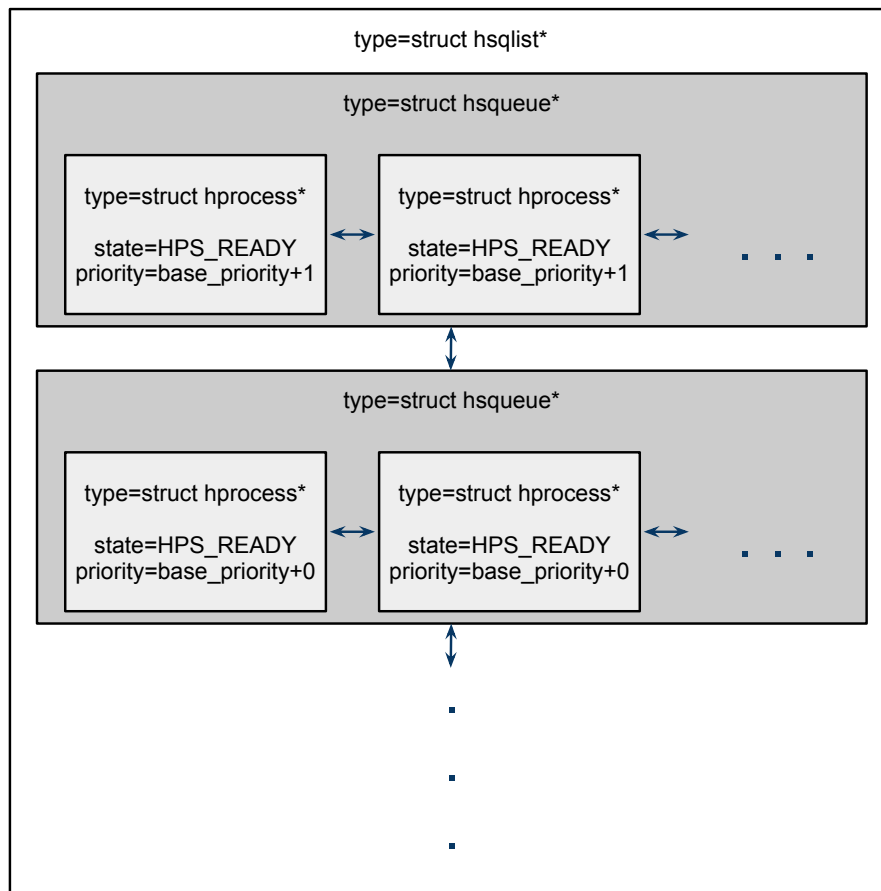 type=struct hsqlist*
type=struct hsqueue*
type=struct hprocess*
state=HPS_READY
priority=base_priority+1
type=struct hprocess*
state=HPS_READY
priority=base_priority+1
type=struct hsqueue*
type=struct hprocess*
state=HPS_READY
priority=base_priority+0
type=struct hprocess*
state=HPS_READY
priority=base_priority+0